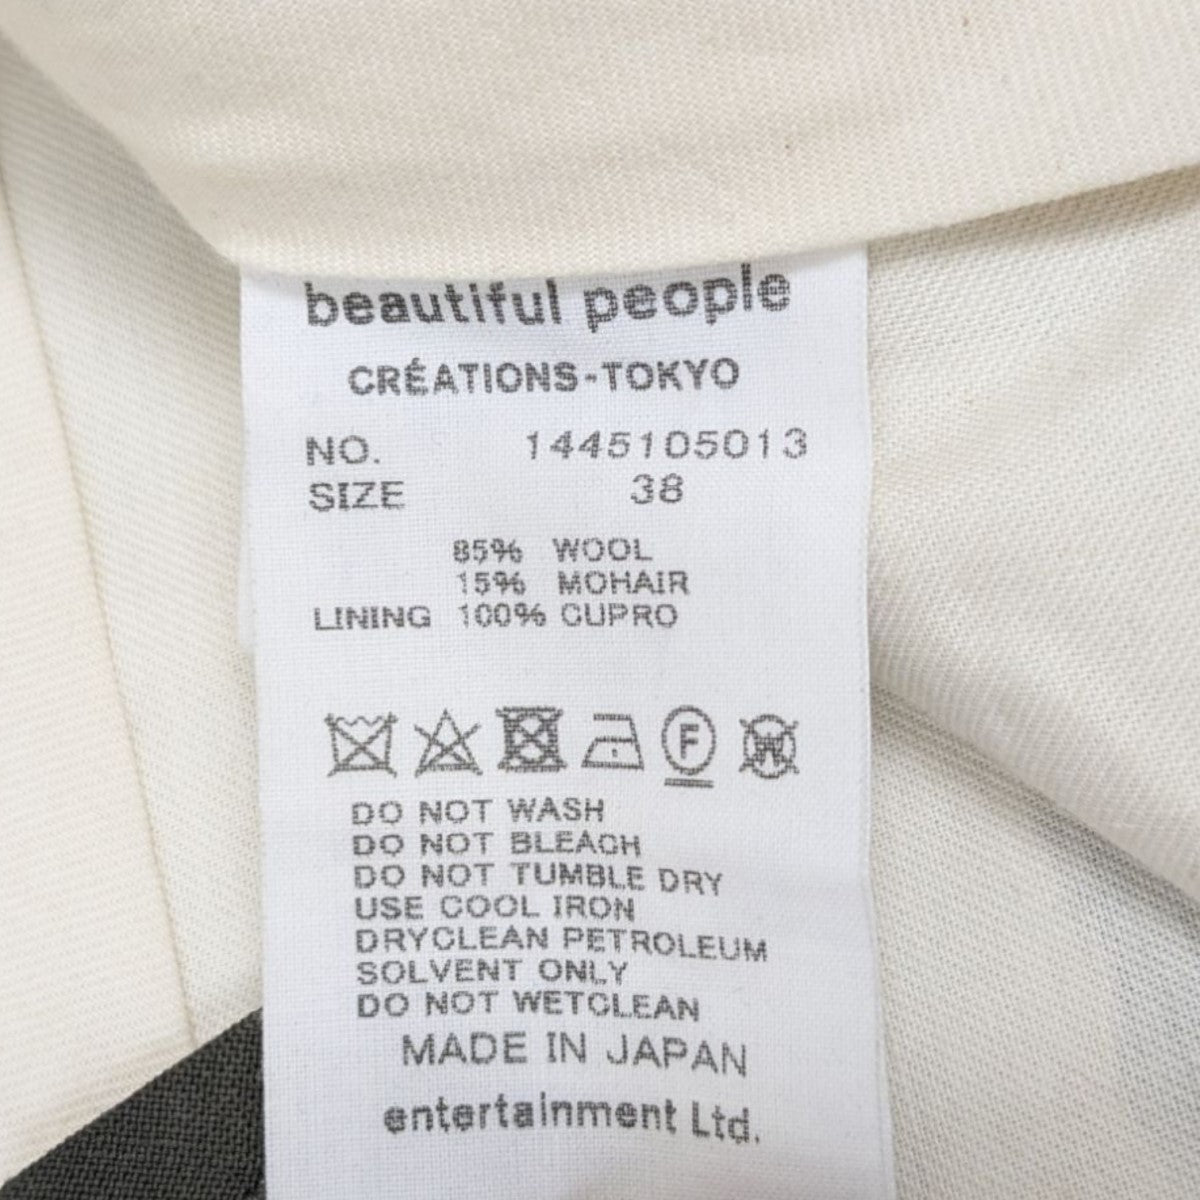 beautiful people
CRÉATIONS-TOKYO
NO. 1445105013
SIZE 38
85% WOOL
15% MOHAIR
LINING 100% CUPRO
F W
DO NOT WASH
DO NOT BLEACH
DO NOT TUMBLE DRY
USE COOL IRON
DRYCLEAN PETROLEUM
SOLVENT ONLY
DO NOT WETCLEAN
MADE IN JAPAN
entertainment Ltd.